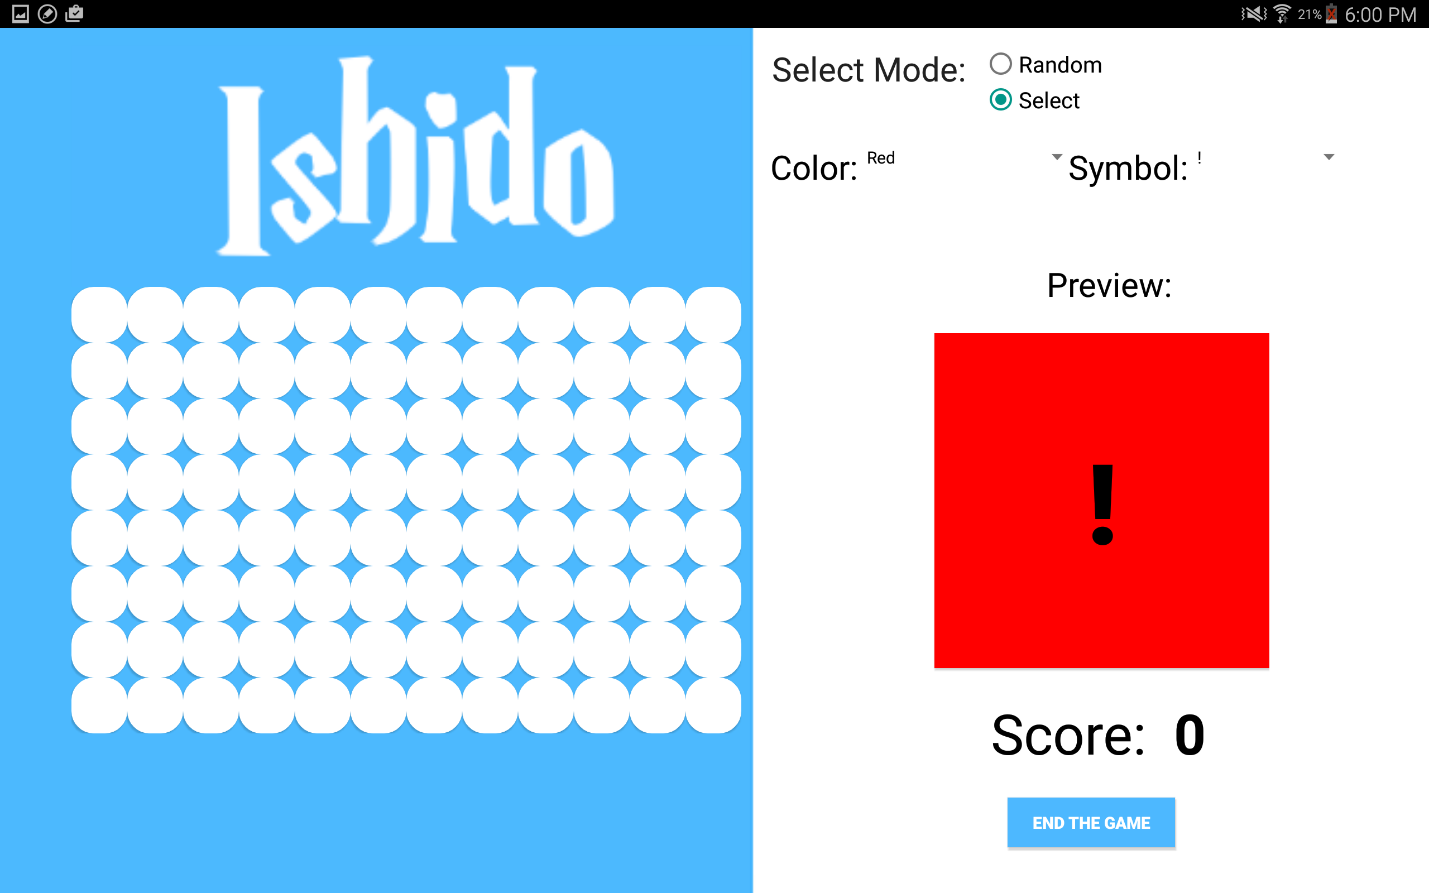 21% 6:00 PM
Ishido
Select Mode:
Random
Select
Color: Red
Symbol: !
Preview:
!
Score: 0
END THE GAME